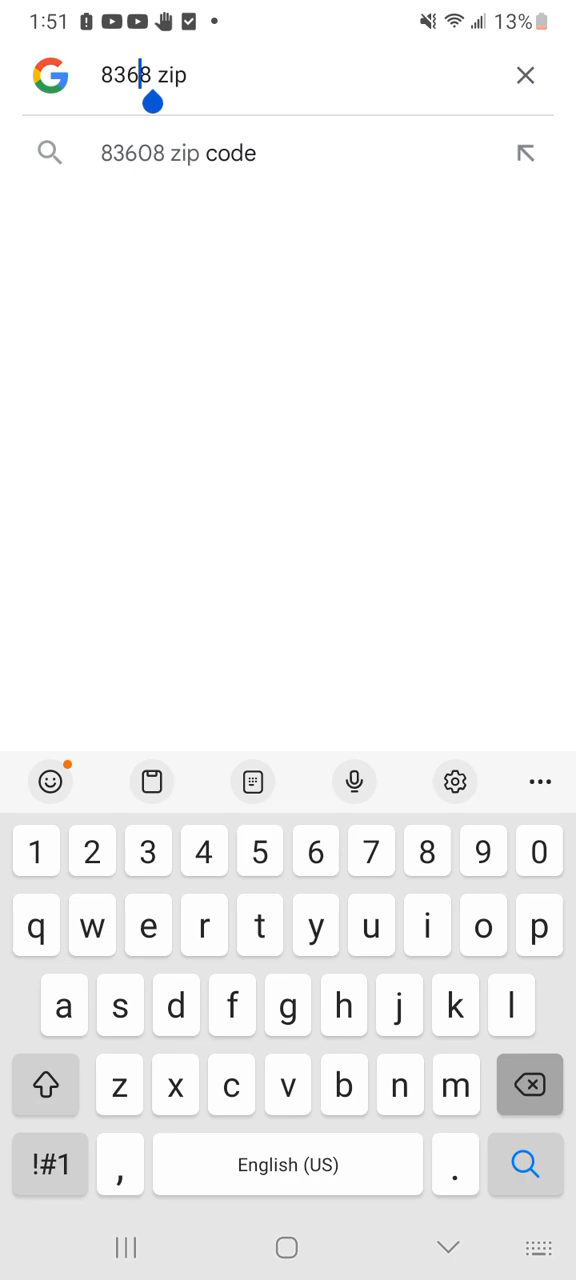 1:51 13%
8368 zip
83608 zip code
1 2 3 4 5 6 7 8 9 0
q w e r t y u i o p
a s d f g h j k l
z x c v b n m
!#1 , English (US) .